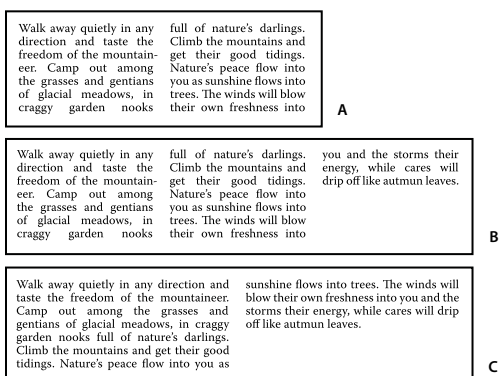 Walk away quietly in any
direction and taste the
freedom of the mountain-
eer. Camp out among
the grasses and gentians
of glacial meadows, in
craggy garden nooks
full of nature's darlings.
Climb the mountains and
get their good tidings.
Nature's peace flow into
you as sunshine flows into
trees. The winds will blow
their own freshness into
A
Walk away quietly in any
direction and taste the
freedom of the mountain-
eer. Camp out among
the grasses and gentians
of glacial meadows, in
craggy garden nooks
full of nature's darlings.
Climb the mountains and
get their good tidings.
Nature's peace flow into
you as sunshine flows into
trees. The winds will blow
their own freshness into
you and the storms their
energy, while cares will
drip off like autmun leaves.
B
Walk away quietly in any direction and
taste the freedom of the mountaineer.
Camp out among the grasses and
gentians of glacial meadows, in craggy
garden nooks full of nature's darlings.
Climb the mountains and get their good
tidings. Nature's peace flow into you as
sunshine flows into trees. The winds will
blow their own freshness into you and the
storms their energy, while cares will drip
off like autmun leaves.
C